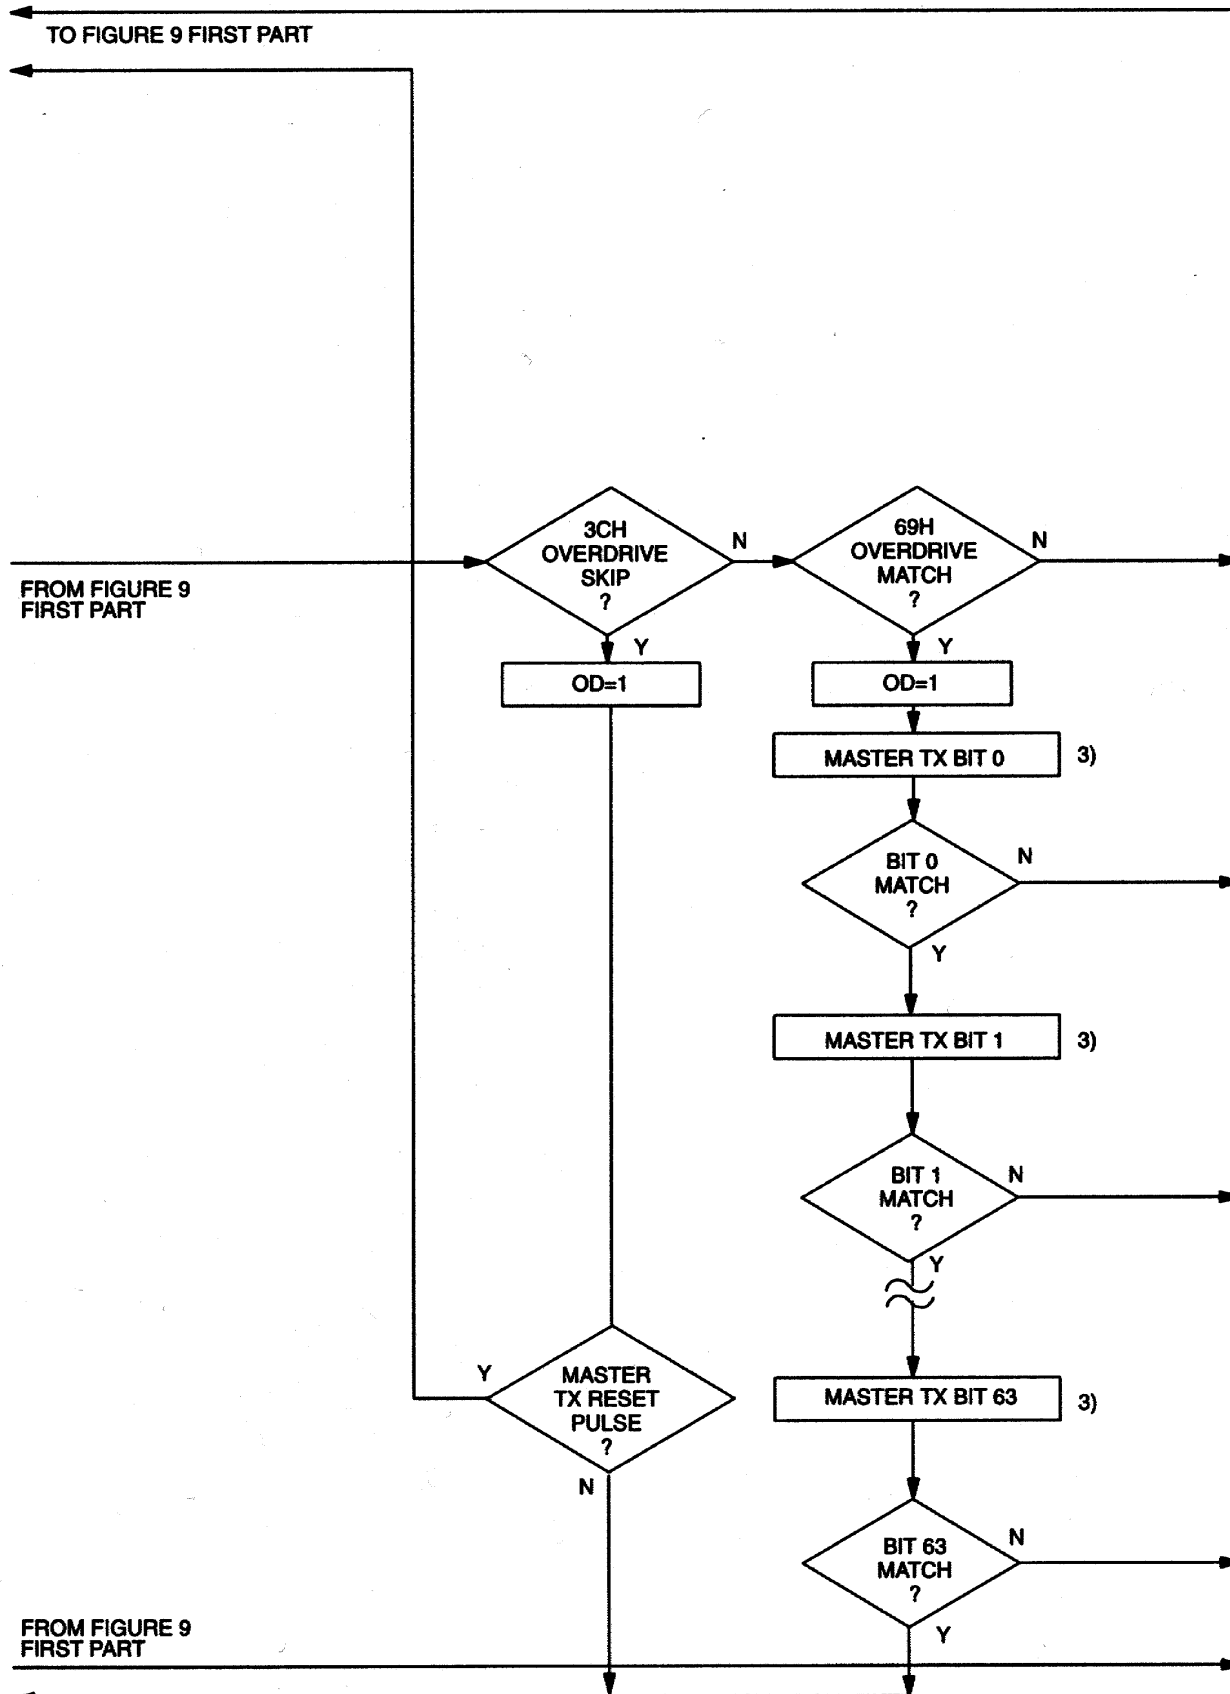 TO FIGURE 9 FIRST PART
3CH
OVERDRIVE
SKIP
?
N
69H
OVERDRIVE
MATCH
?
N
FROM FIGURE 9
FIRST PART
Y
Y
OD=1
OD=1
MASTER TX BIT 0
3)
BIT 0
MATCH
?
N
Y
MASTER TX BIT 1
3)
BIT 1
MATCH
?
N
Y
Y
MASTER
TX RESET
PULSE
?
N
MASTER TX BIT 63
3)
BIT 63
MATCH
?
N
Y
FROM FIGURE 9
FIRST PART